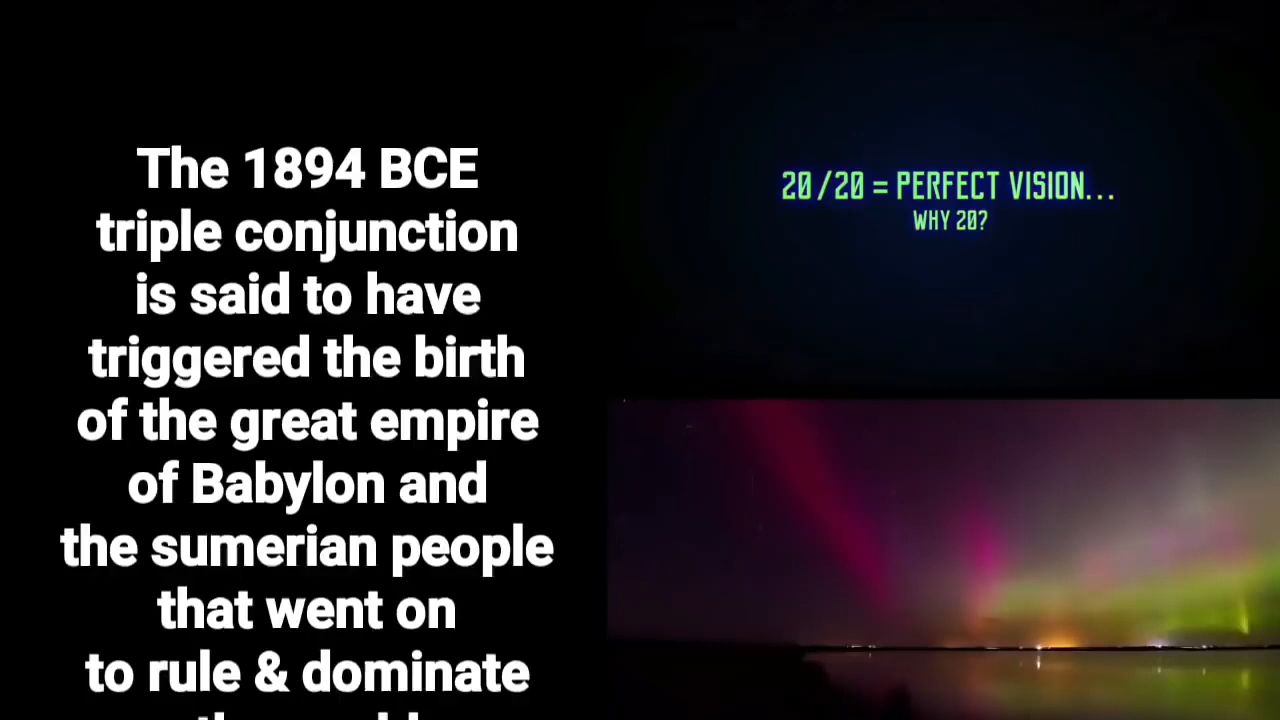 The 1894 BCE
triple conjunction
is said to have
triggered the birth
of the great empire
of Babylon and
the sumerian people
that went on
to rule & dominate
20/20 = PERFECT VISION...
WHY 20?